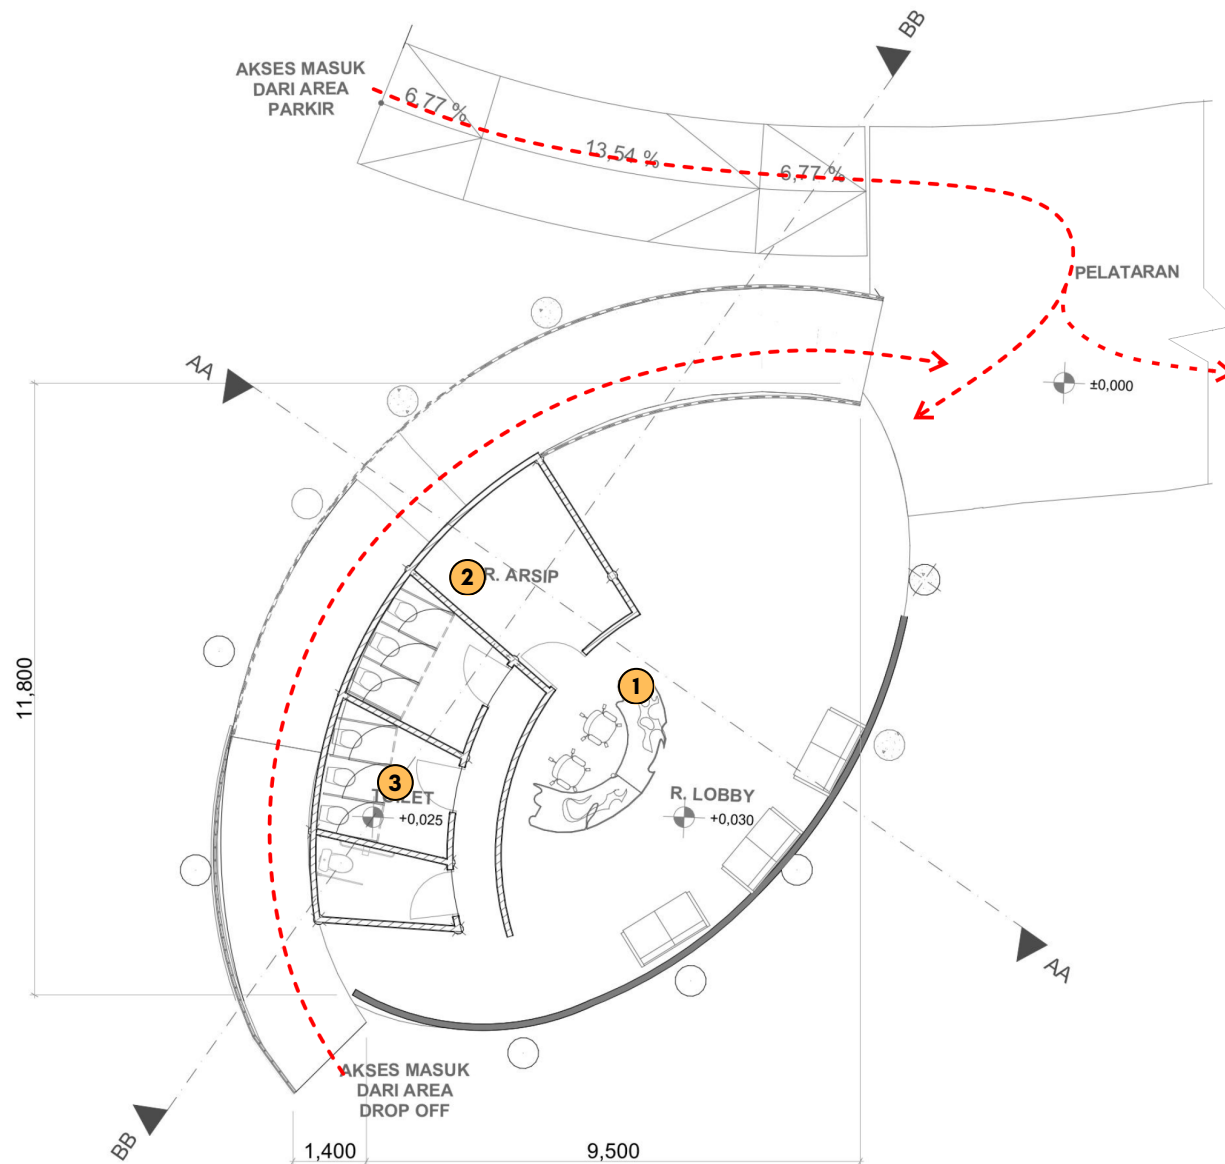 BB
AKSES MASUK
DARI AREA
PARKIR
6,77 %
13,54 %
6,77 %
PELATARAN
AA
±0,000
2
R. ARSIP
11,800
1
3
TOILET
+0,025
R. LOBBY
+0,030
AA
AKSES MASUK
DARI AREA
DROP OFF
BB
1,400
9,500